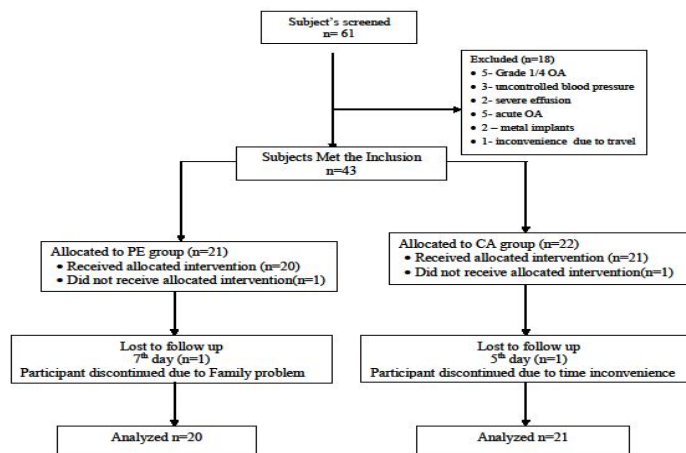 Subject's screened
n= 61
Excluded (n=18)
• 5- Grade 1/4 OA
• 3- uncontrolled blood pressure
• 2- severe effusion
• 5- acute OA
• 2 – metal implants
• 1- inconvenience due to travel
Subjects Met the Inclusion
n=43
Allocated to PE group (n=21)
• Received allocated intervention (n=20)
• Did not receive allocated intervention(n=1)
Allocated to CA group (n=22)
• Received allocated intervention (n=21)
• Did not receive allocated intervention(n=1)
Lost to follow up
7th day (n=1)
Participant discontinued due to Family problem
Lost to follow up
5th day (n=1)
Participant discontinued due to time inconvenience
Analyzed n=20
Analyzed n=21